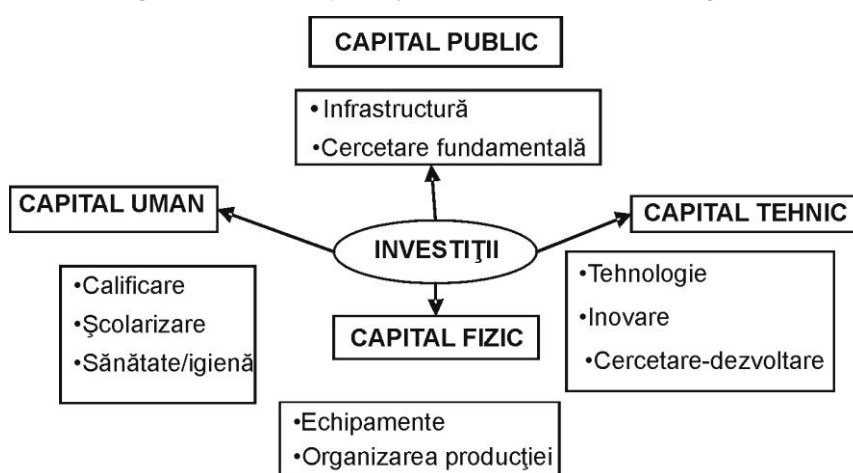 CAPITAL PUBLIC
•Infrastructură
•Cercetare fundamentală
CAPITAL UMAN
•Calificare
•Şcolarizare
•Sănătate/igienă
INVESTIŢII
CAPITAL TEHNIC
•Tehnologie
•Inovare
•Cercetare-dezvoltare
CAPITAL FIZIC
•Echipamente
•Organizarea producţiei